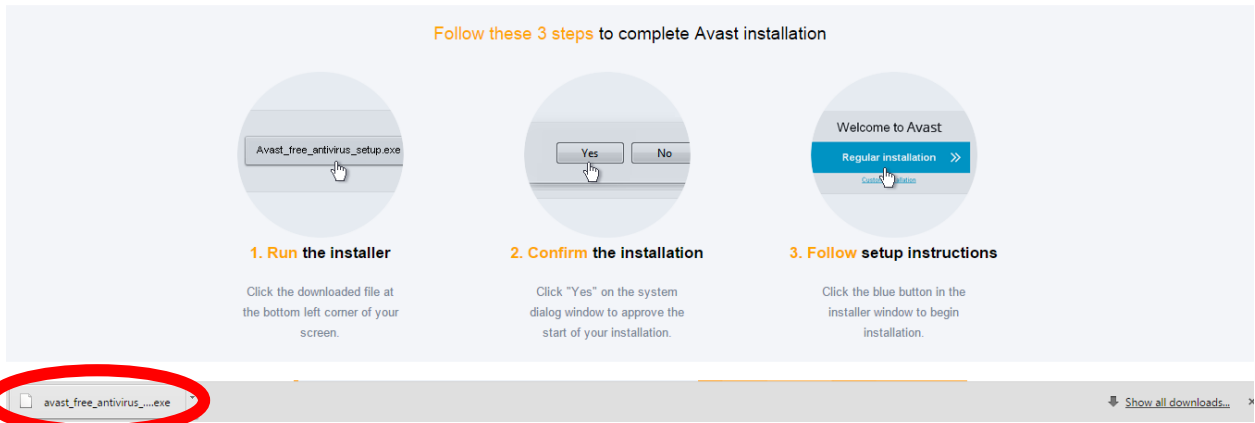 Follow these 3 steps to complete Avast installation
Avast_free_antivirus_setup.exe
Yes
No
Welcome to Avast
Regular installation
1. Run the installer
2. Confirm the installation
3. Follow setup instructions
Click the downloaded file at
the bottom left corner of your
screen.
Click "Yes" on the system
dialog window to approve the
start of your installation.
Click the blue button in the
installer window to begin
installation.
avast_free_antivirus_....exe
Show all downloads...